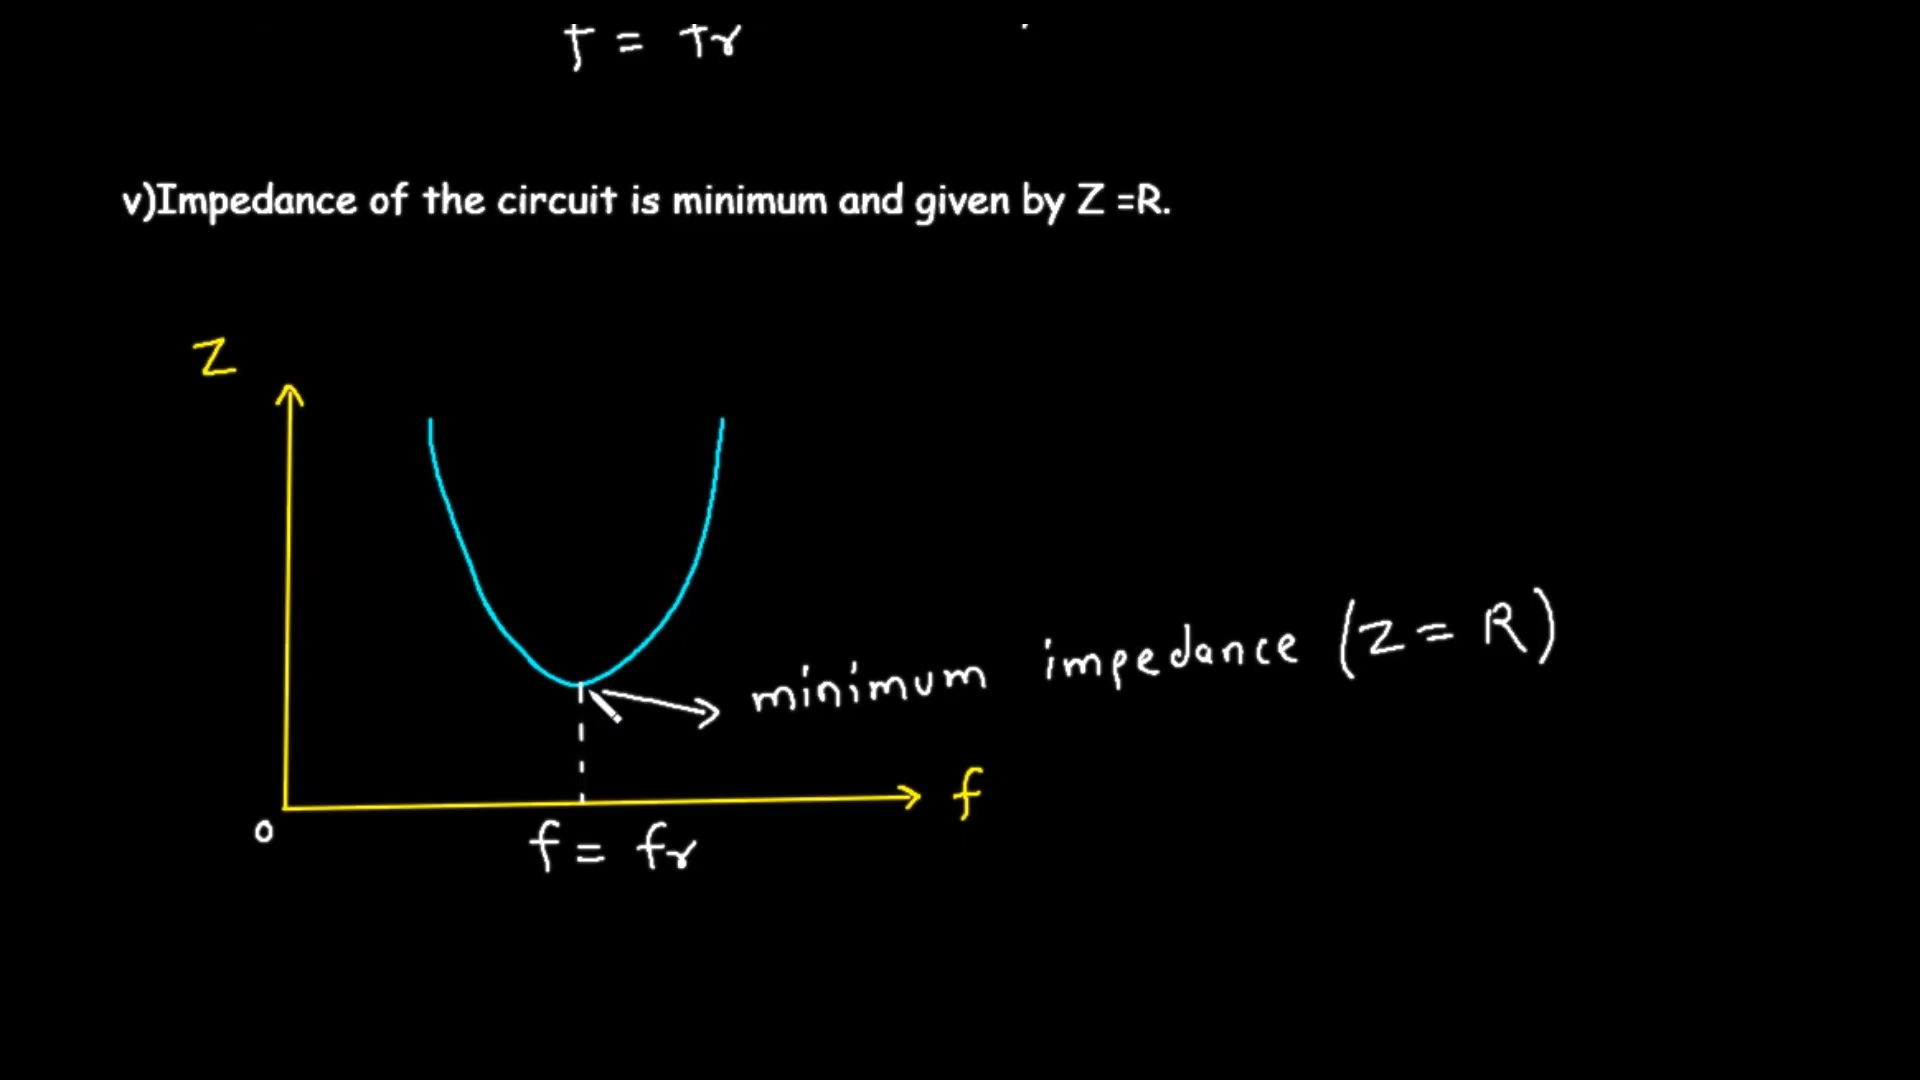 f = fr
v)Impedance of the circuit is minimum and given by Z =R.
Z
minimum impedance (Z = R)
f
0
f = fr